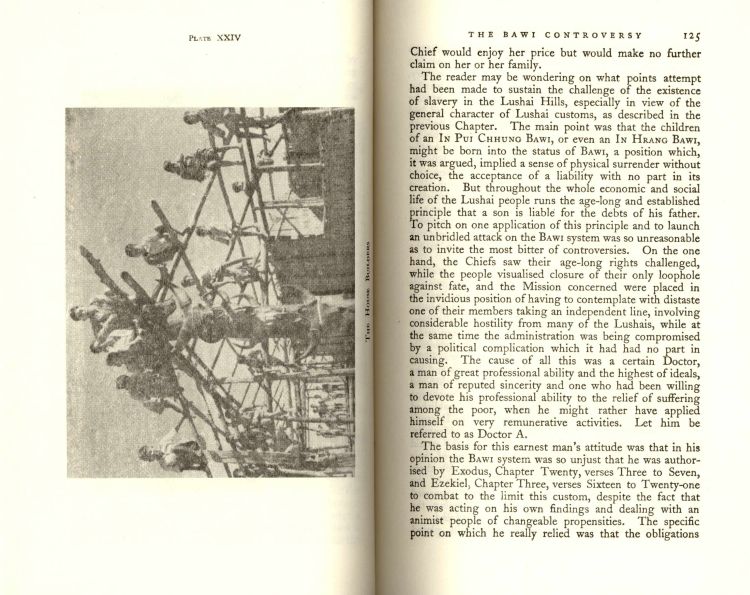 PLATE XXIV
THE HOUSE BUILDERS
THE BAWI CONTROVERSY 125
Chief would enjoy her price but would make no further
claim on her or her family.
The reader may be wondering on what points attempt
had been made to sustain the challenge of the existence
of slavery in the Lushai Hills, especially in view of the
general character of Lushai customs, as described in the
previous Chapter. The main point was that the children
of an IN PUI CHHUNG BAWI, or even an IN HRANG BAWI,
might be born into the status of BAWI, a position which,
it was argued, implied a sense of physical surrender without
choice, the acceptance of a liability with no part in its
creation. But throughout the whole economic and social
life of the Lushai people runs the age-long and established
principle that a son is liable for the debts of his father.
To pitch on one application of this principle and to launch
an unbridled attack on the BAWI system was so unreasonable
as to invite the most bitter of controversies. On the one
hand, the Chiefs saw their age-long rights challenged,
while the people visualised closure of their only loophole
against fate, and the Mission concerned were placed in
the invidious position of having to contemplate with distaste
one of their members taking an independent line, involving
considerable hostility from many of the Lushais, while at
the same time the administration was being compromised
by a political complication which it had had no part in
causing. The cause of all this was a certain Doctor,
a man of great professional ability and the highest of ideals,
a man of reputed sincerity and one who had been willing
to devote his professional ability to the relief of suffering
among the poor, when he might rather have applied
himself on very remunerative activities. Let him be
referred to as Doctor A.
The basis for this earnest man's attitude was that in his
opinion the BAWI system was so unjust that he was author-
ised by Exodus, Chapter Twenty, verses Three to Seven,
and Ezekiel, Chapter Three, verses Sixteen to Twenty-one
to combat to the limit this custom, despite the fact that
he was acting on his own findings and dealing with an
animist people of changeable propensities. The specific
point on which he really relied was that the obligations